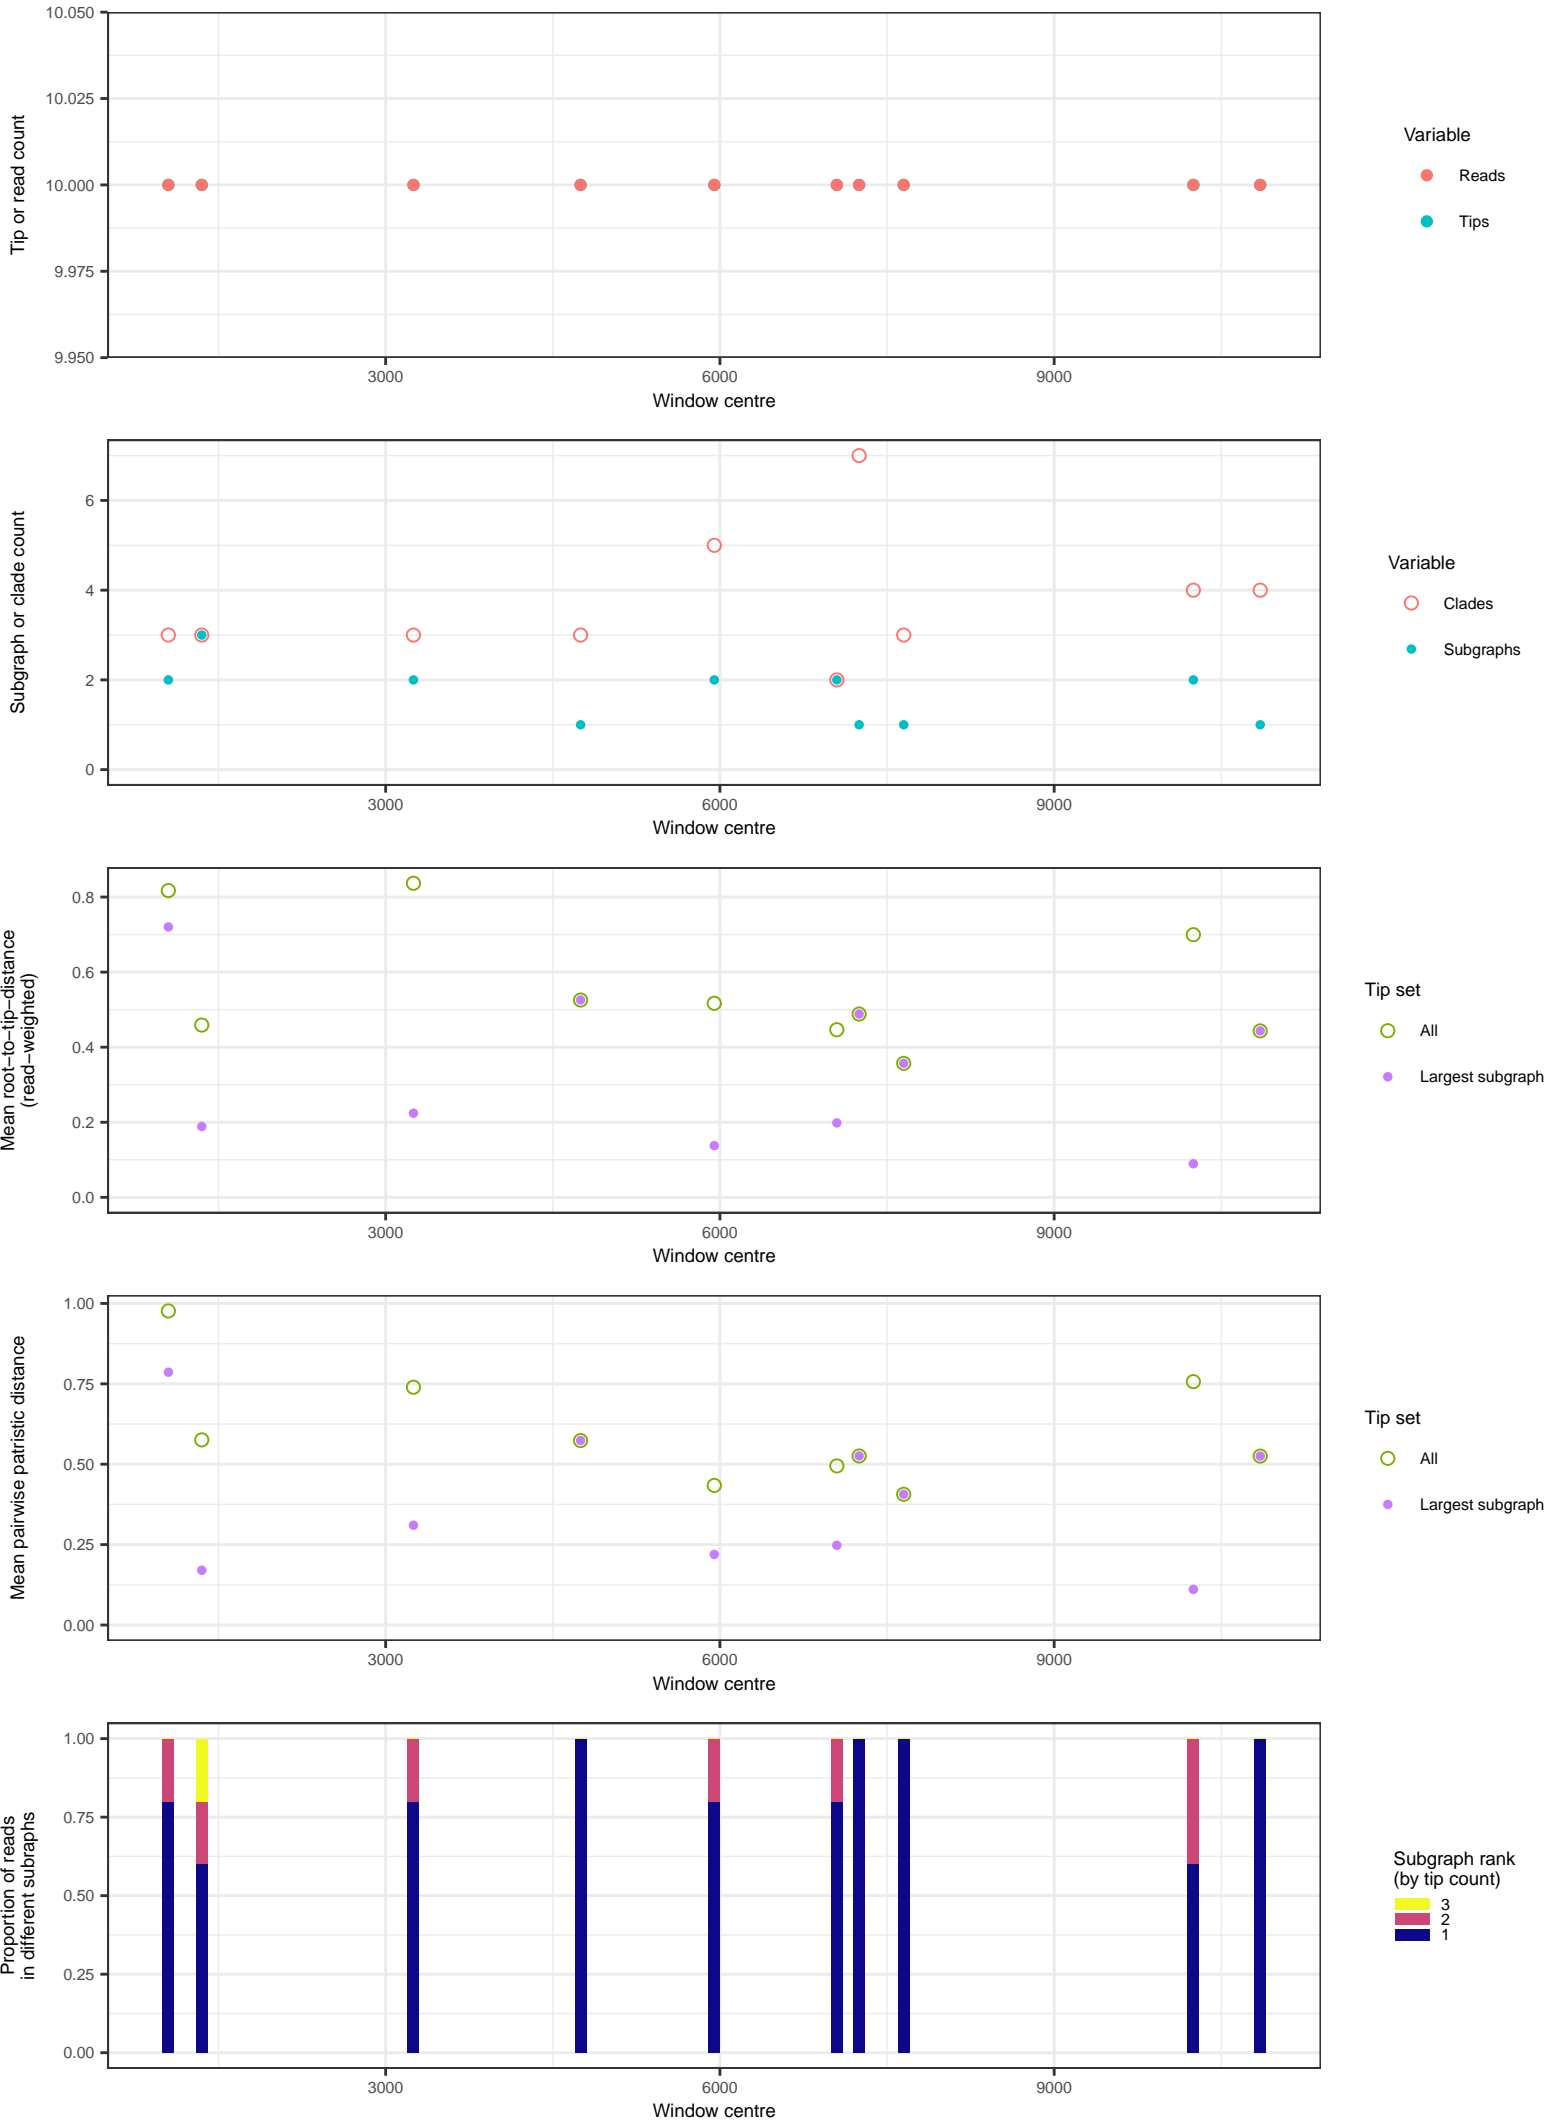 10.050
10.025
10.000
9.975
9.950
Tip or read count
3000
6000
9000
Window centre
Variable
Reads
Tips
6
4
2
0
Subgraph or clade count
3000
6000
9000
Window centre
Variable
Clades
Subgraphs
0.8
0.6
0.4
0.2
0.0
Mean root−to−tip−distance
(read−weighted)
3000
6000
9000
Window centre
Tip set
All
Largest subgraph
1.00
0.75
0.50
0.25
0.00
Mean pairwise patristic distance
3000
6000
9000
Window centre
Tip set
All
Largest subgraph
1.00
0.75
0.50
0.25
0.00
Proportion of reads
in different subraphs
3000
6000
9000
Window centre
Subgraph rank
(by tip count)
3
2
1